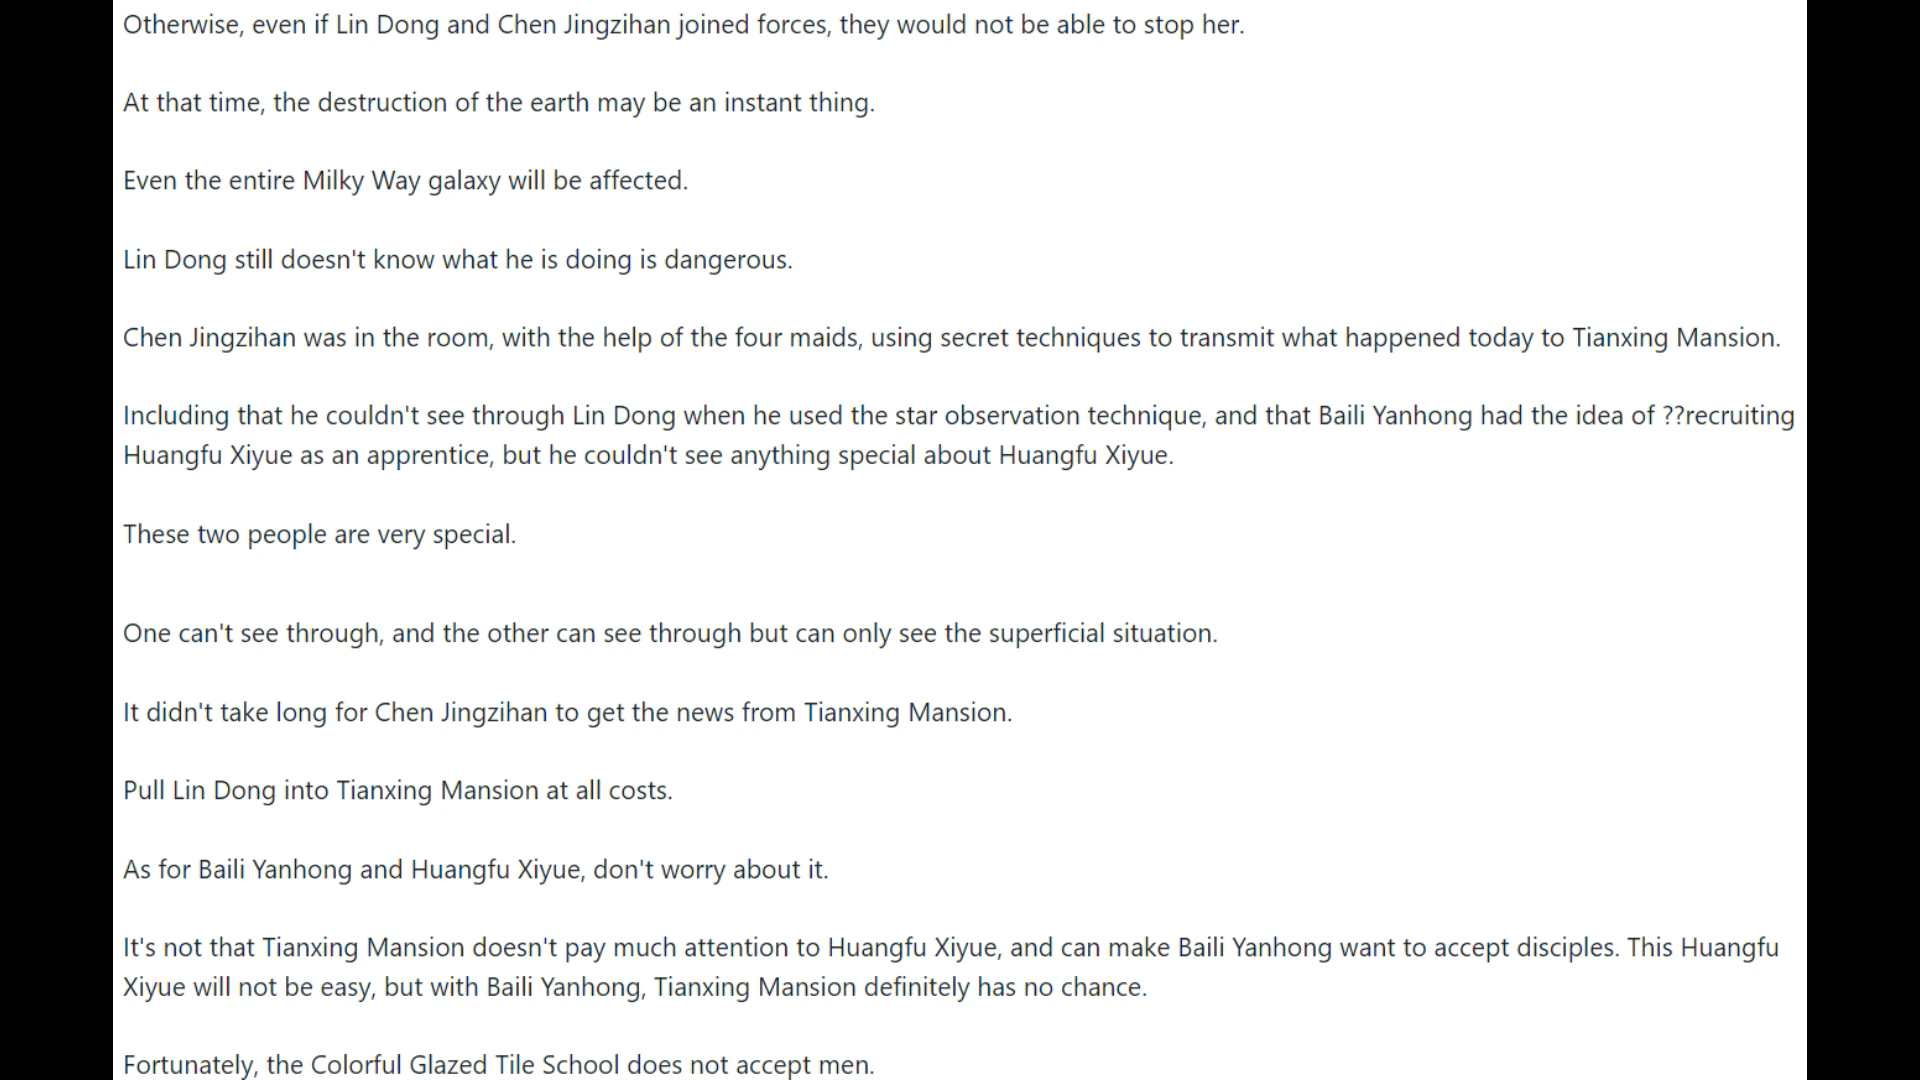 Otherwise, even if Lin Dong and Chen Jingzihan joined forces, they would not be able to stop her.
At that time, the destruction of the earth may be an instant thing.
Even the entire Milky Way galaxy will be affected.
Lin Dong still doesn't know what he is doing is dangerous.
Chen Jingzihan was in the room, with the help of the four maids, using secret techniques to transmit what happened today to Tianxing Mansion.
Including that he couldn't see through Lin Dong when he used the star observation technique, and that Baili Yanhong had the idea of ??recruiting
Huangfu Xiyue as an apprentice, but he couldn't see anything special about Huangfu Xiyue.
These two people are very special.
One can't see through, and the other can see through but can only see the superficial situation.
It didn't take long for Chen Jingzihan to get the news from Tianxing Mansion.
Pull Lin Dong into Tianxing Mansion at all costs.
As for Baili Yanhong and Huangfu Xiyue, don't worry about it.
It's not that Tianxing Mansion doesn't pay much attention to Huangfu Xiyue, and can make Baili Yanhong want to accept disciples. This Huangfu
Xiyue will not be easy, but with Baili Yanhong, Tianxing Mansion definitely has no chance.
Fortunately, the Colorful Glazed Tile School does not accept men.